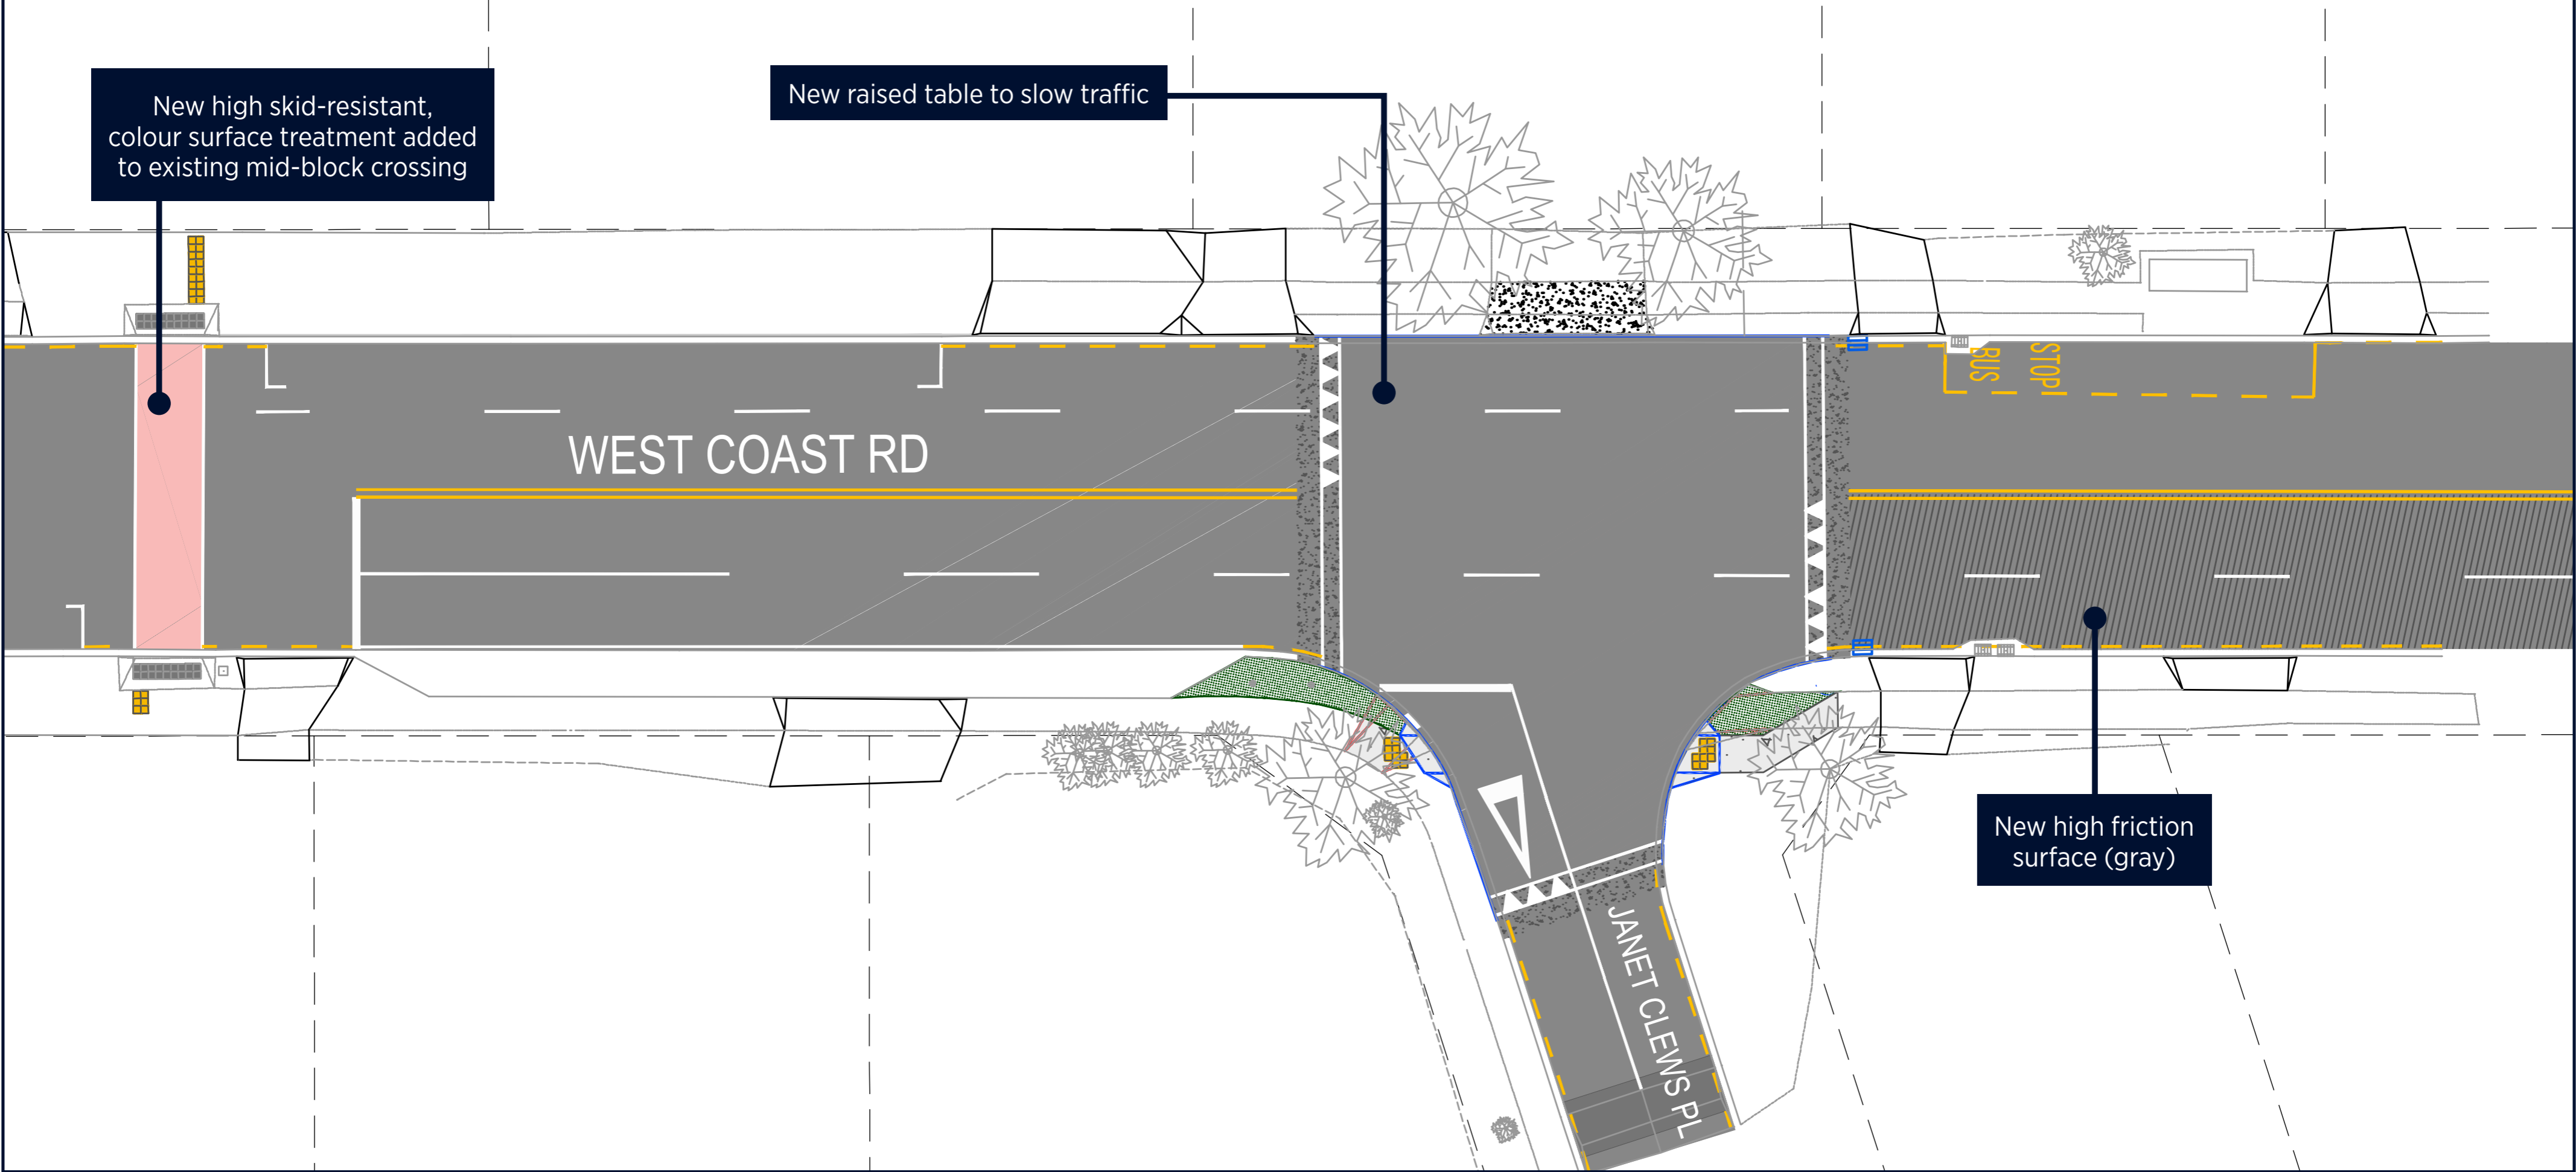 New high skid-resistant,
colour surface treatment added
to existing mid-block crossing
New raised table to slow traffic
WEST COAST RD
BUS
STOP
New high friction
surface (gray)
JANET CLEWS PL